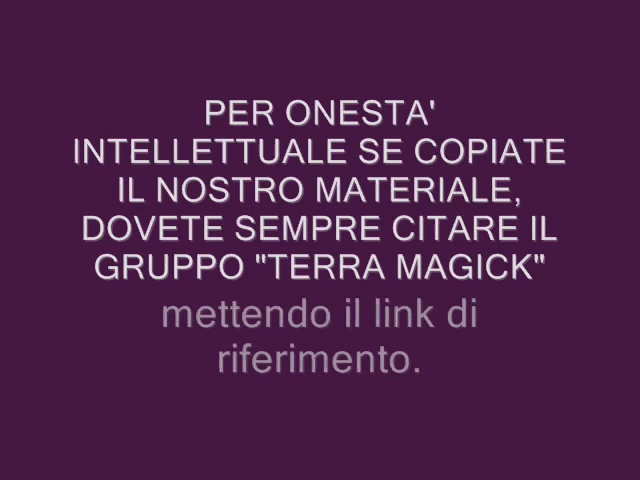 PER ONESTA'
INTELLETTUALE SE COPIATE
IL NOSTRO MATERIALE,
DOVETE SEMPRE CITARE IL
GRUPPO "TERRA MAGICK"
mettendo il link di
riferimento.